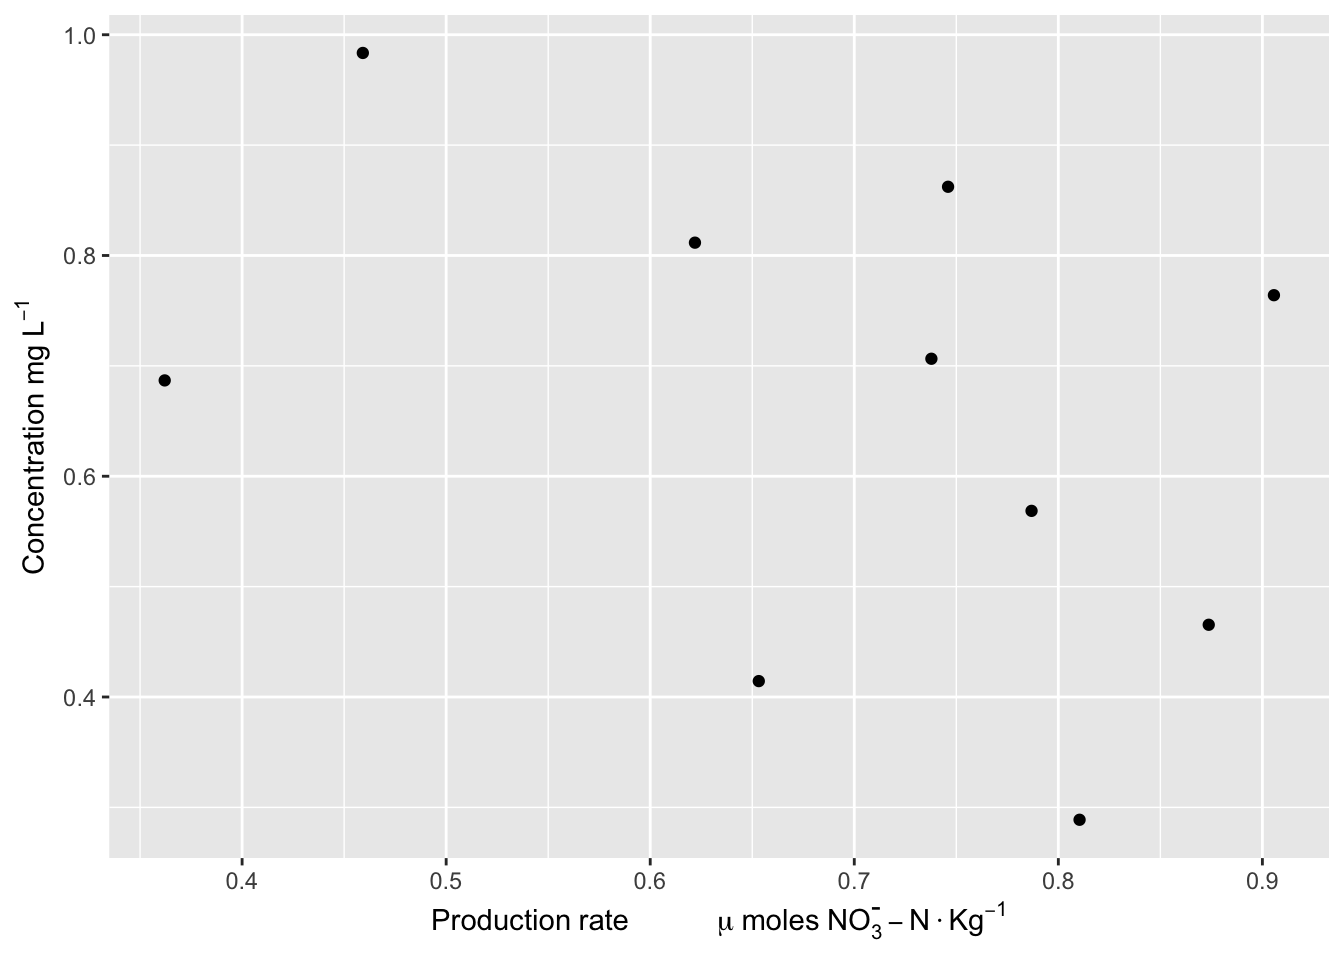 1.0
0.8
0.6
0.4
Concentration mg L⁻¹
0.4 0.5 0.6 0.7 0.8 0.9
Production rate μ moles NO₃⁻ – N · Kg⁻¹